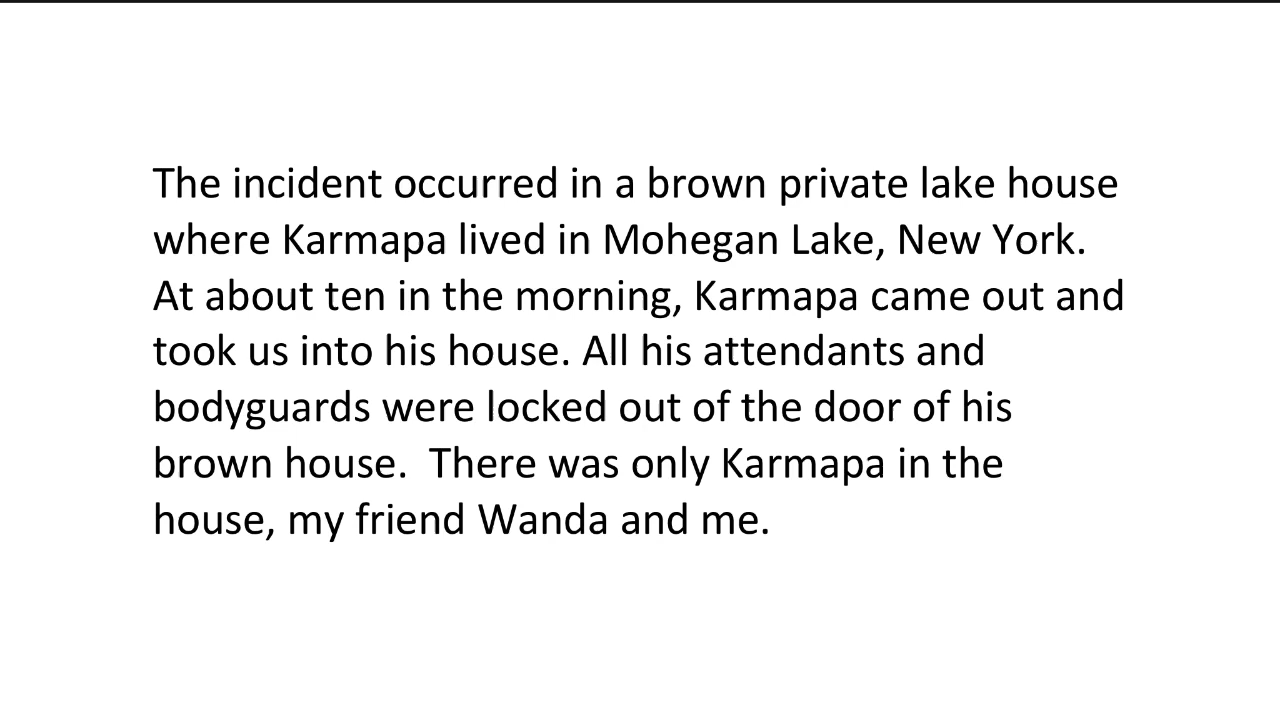 The incident occurred in a brown private lake house
where Karmapa lived in Mohegan Lake, New York.
At about ten in the morning, Karmapa came out and
took us into his house. All his attendants and
bodyguards were locked out of the door of his
brown house.  There was only Karmapa in the
house, my friend Wanda and me.